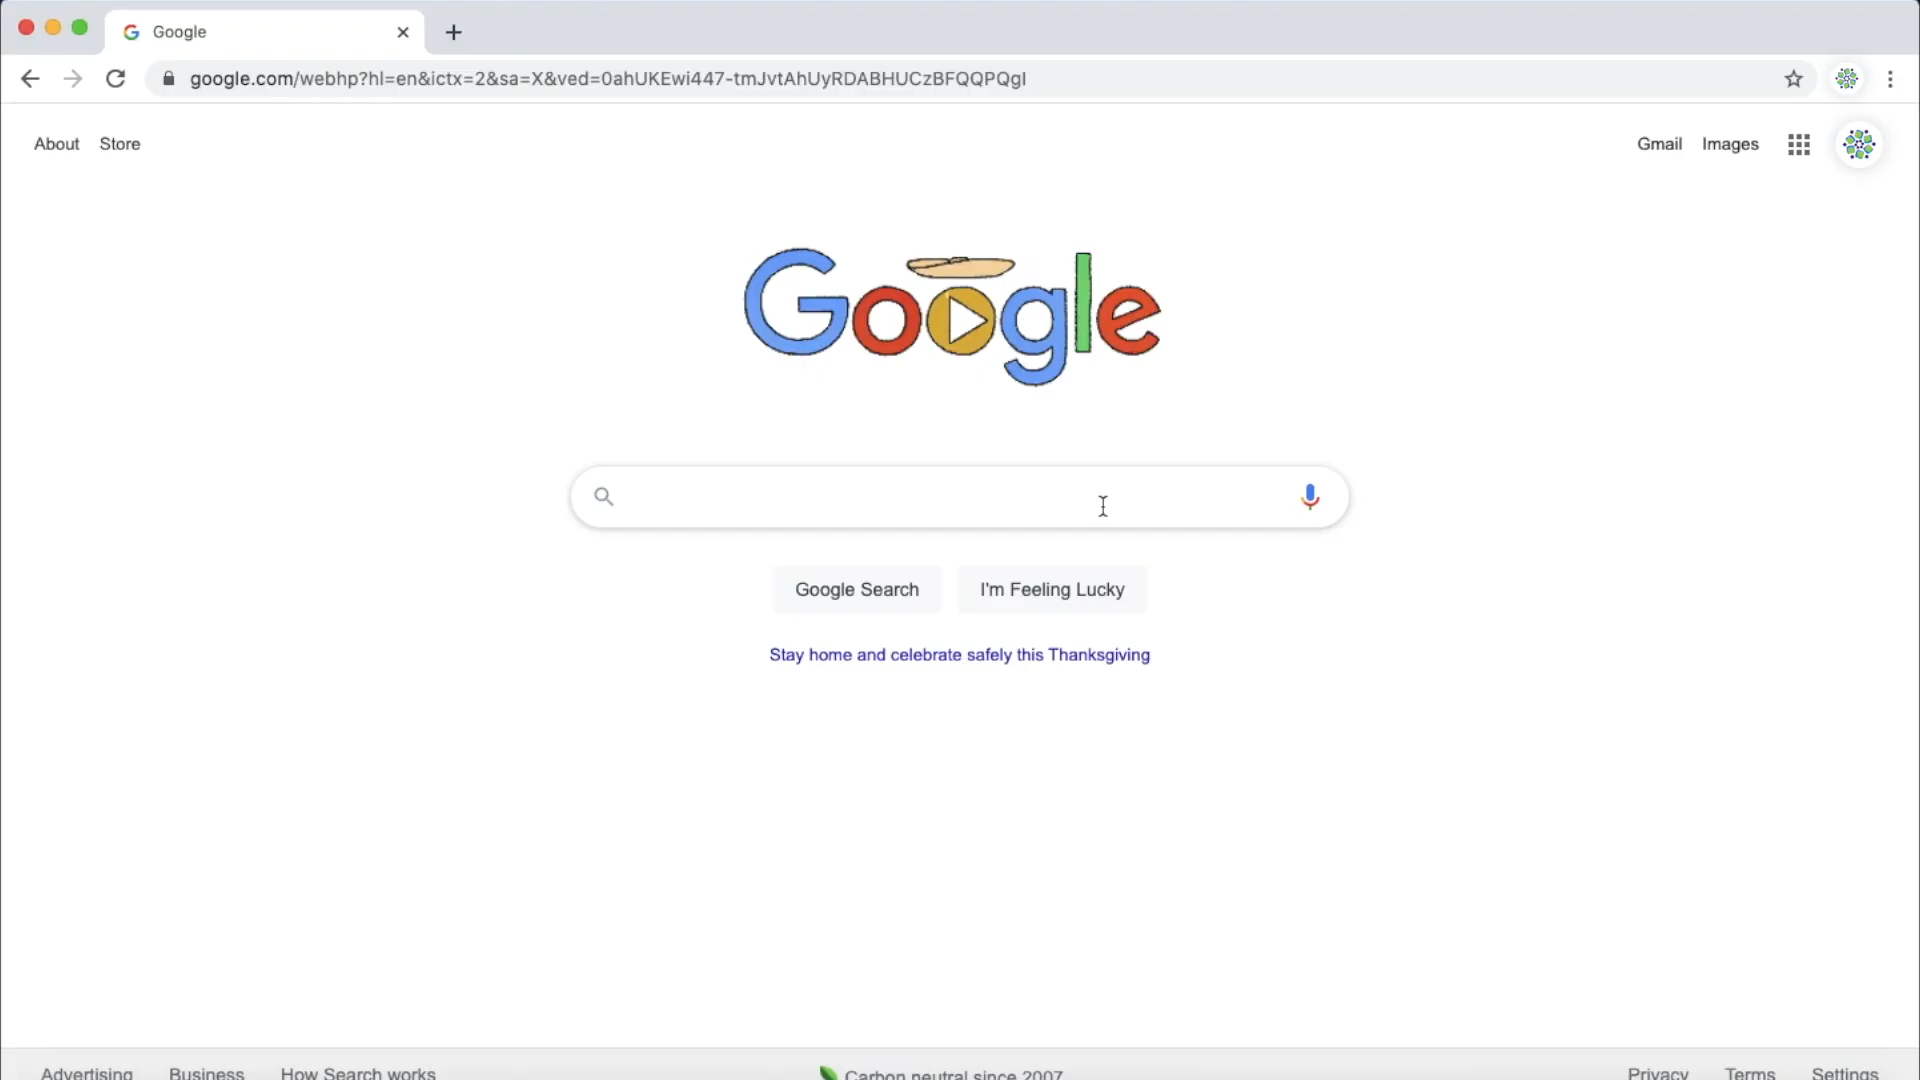 Google
google.com/webhp?hl=en&ictx=2&sa=X&ved=0ahUKEwi447-tmJvtAhUyRDABHUCzBFQQPQgI
About Store
Gmail Images
Google
Google Search I'm Feeling Lucky
Stay home and celebrate safely this Thanksgiving
Advertising Business How Search works
Carbon neutral since 2007
Privacy Terms Settings